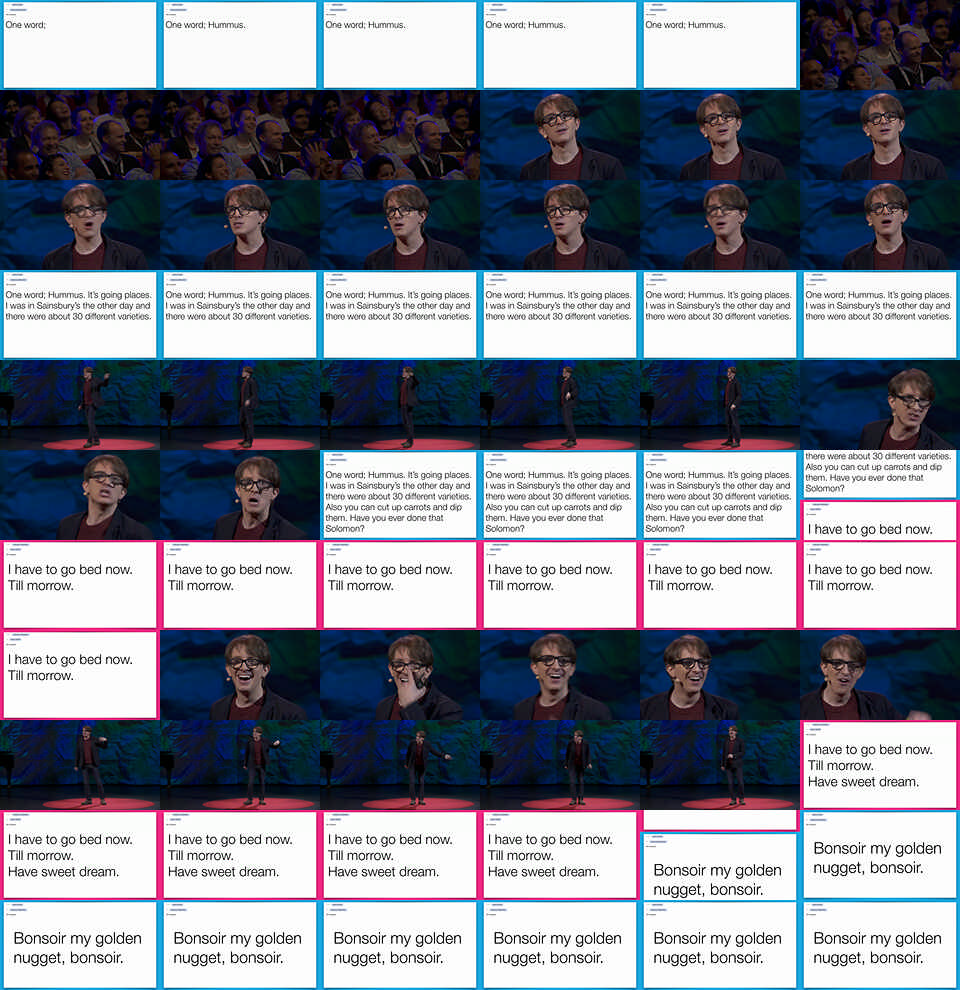 One word;
One word; Hummus.
One word; Hummus.
One word; Hummus.
One word; Hummus.
One word; Hummus. It's going places.
I was in Sainsbury's the other day and
there were about 30 different varieties.
One word; Hummus. It's going places.
I was in Sainsbury's the other day and
there were about 30 different varieties.
One word; Hummus. It's going places.
I was in Sainsbury's the other day and
there were about 30 different varieties.
One word; Hummus. It's going places.
I was in Sainsbury's the other day and
there were about 30 different varieties.
One word; Hummus. It's going places.
I was in Sainsbury's the other day and
there were about 30 different varieties.
One word; Hummus. It's going places.
I was in Sainsbury's the other day and
there were about 30 different varieties.
One word; Hummus. It's going places.
I was in Sainsbury's the other day and
there were about 30 different varieties.
Also you can cut up carrots and dip
them. Have you ever done that
Solomon?
One word; Hummus. It's going places.
I was in Sainsbury's the other day and
there were about 30 different varieties.
Also you can cut up carrots and dip
them. Have you ever done that
Solomon?
One word; Hummus. It's going places.
I was in Sainsbury's the other day and
there were about 30 different varieties.
Also you can cut up carrots and dip
them. Have you ever done that
Solomon?
there were about 30 different varieties.
Also you can cut up carrots and dip
them. Have you ever done that
Solomon?
I have to go bed now.
I have to go bed now.
Till morrow.
I have to go bed now.
Till morrow.
I have to go bed now.
Till morrow.
I have to go bed now.
Till morrow.
I have to go bed now.
Till morrow.
I have to go bed now.
Till morrow.
I have to go bed now.
Till morrow.
I have to go bed now.
Till morrow.
Have sweet dream.
I have to go bed now.
Till morrow.
Have sweet dream.
I have to go bed now.
Till morrow.
Have sweet dream.
I have to go bed now.
Till morrow.
Have sweet dream.
I have to go bed now.
Till morrow.
Have sweet dream.
Bonsoir my golden
nugget, bonsoir.
Bonsoir my golden
nugget, bonsoir.
Bonsoir my golden
nugget, bonsoir.
Bonsoir my golden
nugget, bonsoir.
Bonsoir my golden
nugget, bonsoir.
Bonsoir my golden
nugget, bonsoir.
Bonsoir my golden
nugget, bonsoir.
Bonsoir my golden
nugget, bonsoir.